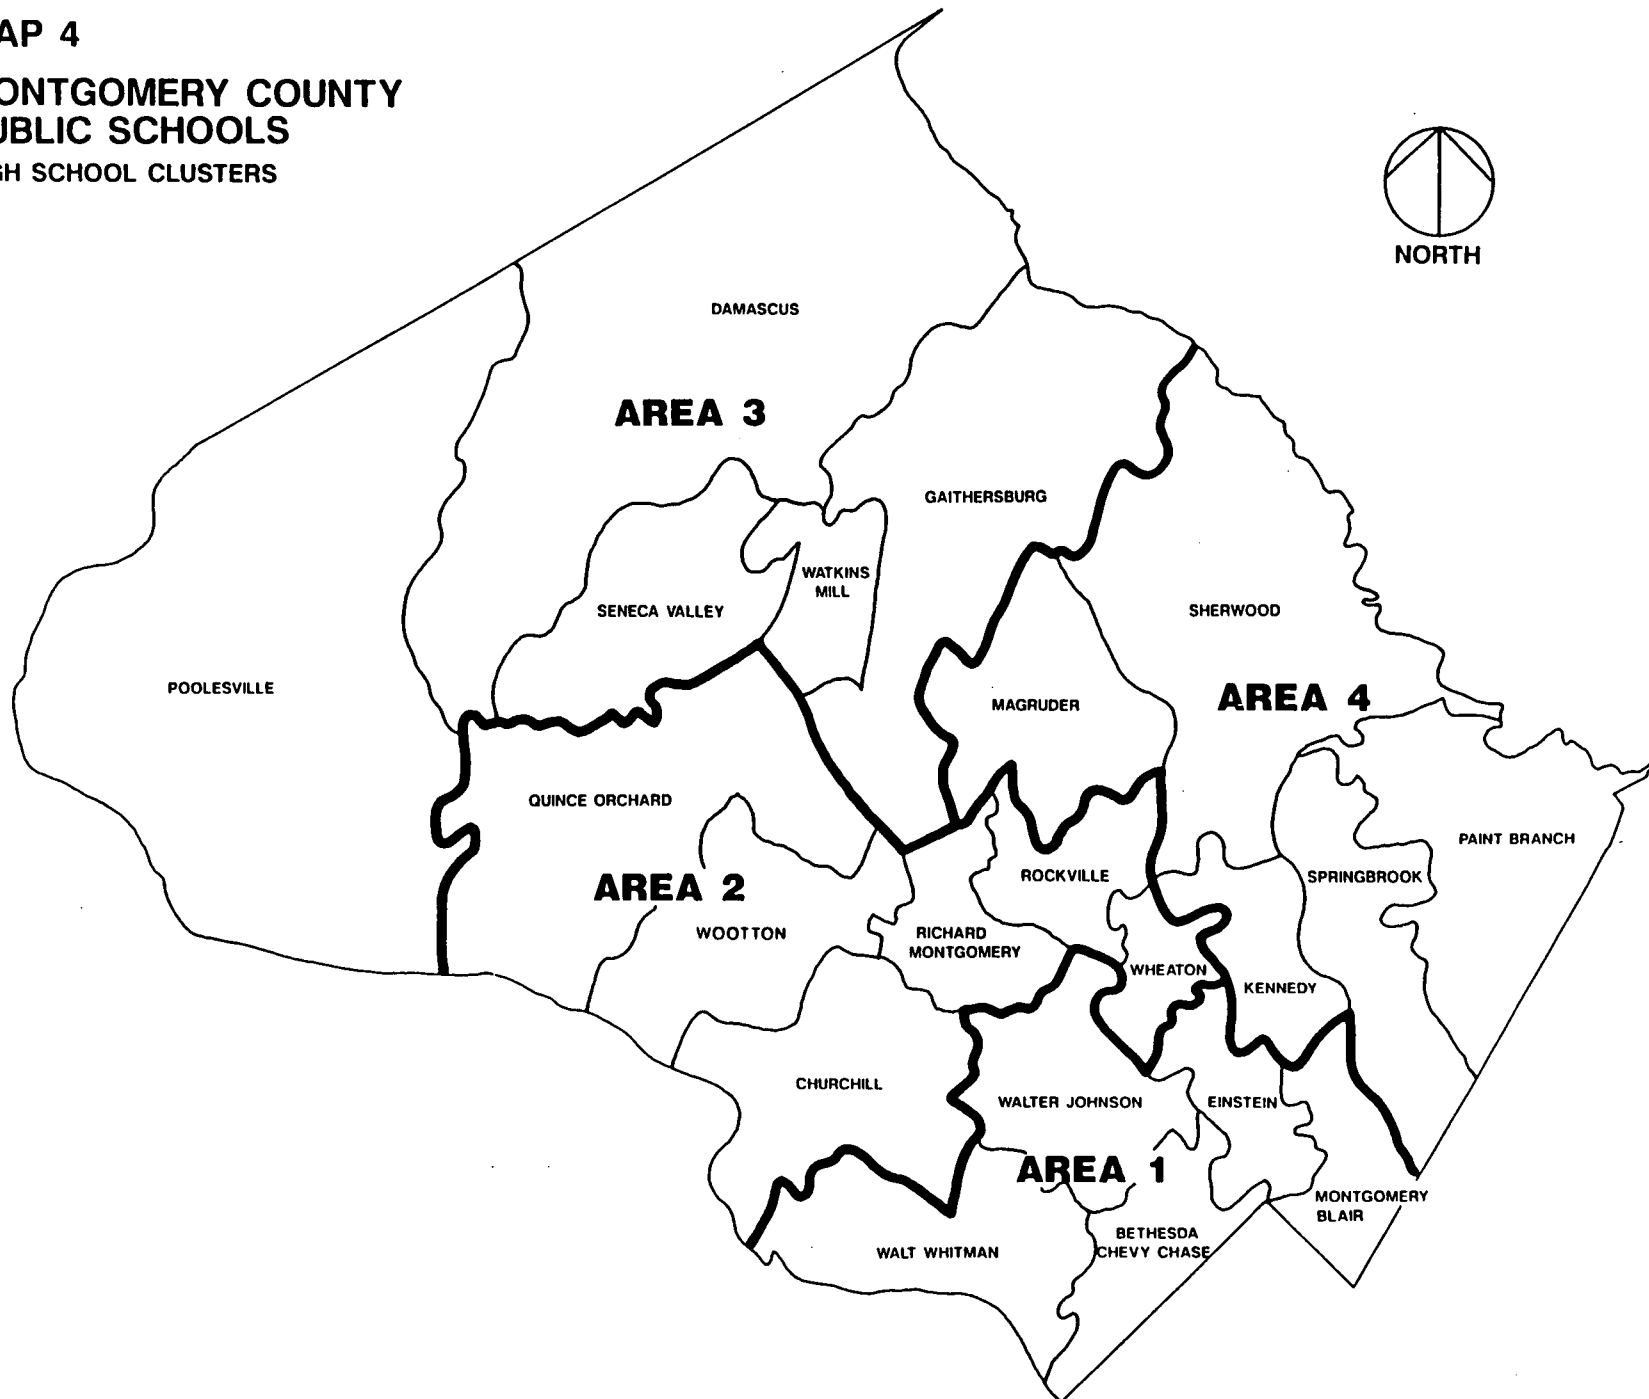 AP 4
ONTGOMERY COUNTY
UBLIC SCHOOLS
GH SCHOOL CLUSTERS
NORTH
DAMASCUS
AREA 3
GAITHERSBURG
WATKINS
MILL
SENECA VALLEY
SHERWOOD
POOLESVILLE
MAGRUDER
AREA 4
QUINCE ORCHARD
PAINT BRANCH
ROCKVILLE
SPRINGBROOK
AREA 2
WOOTTON
RICHARD
MONTGOMERY
WHEATON
KENNEDY
CHURCHILL
WALTER JOHNSON
EINSTEIN
AREA 1
MONTGOMERY
BLAIR
WALT WHITMAN
BETHESDA
CHEVY CHASE